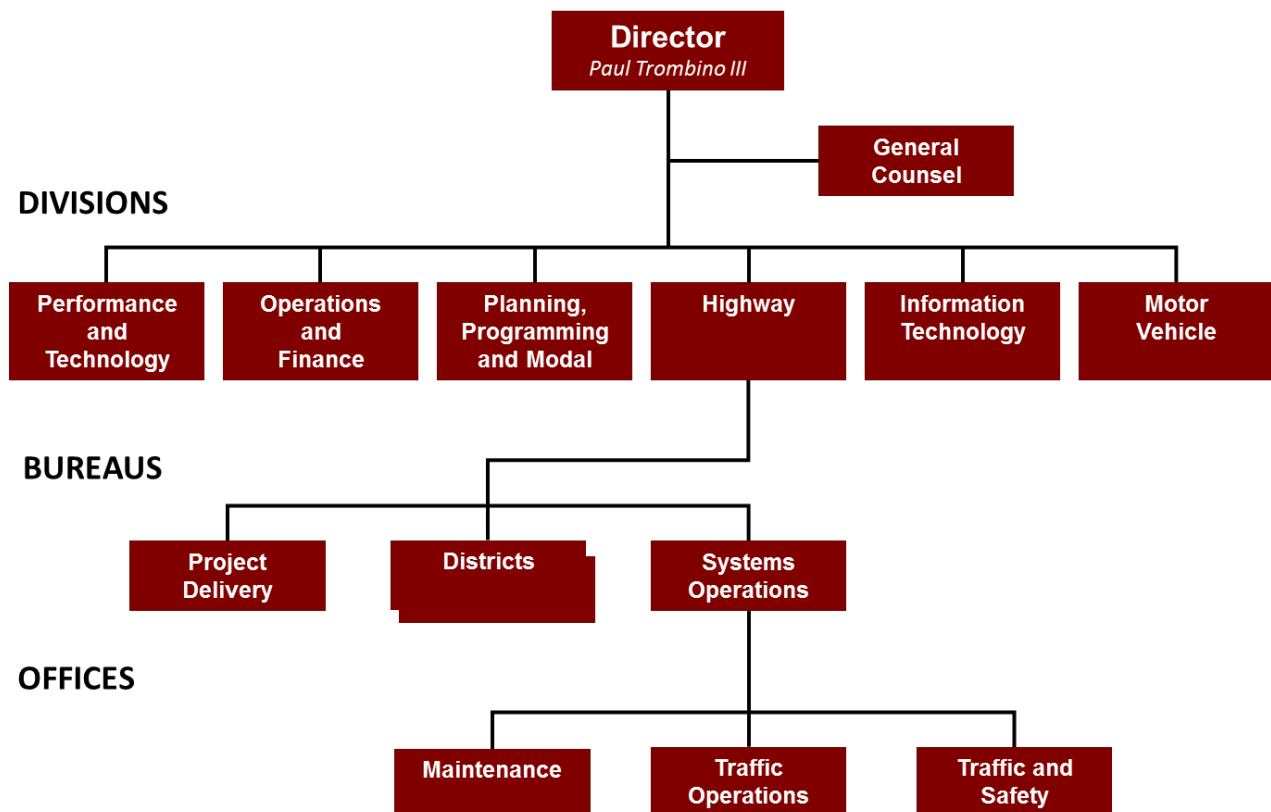 Director
Paul Trombino III
General
Counsel
DIVISIONS
Performance
and
Technology
Operations
and
Finance
Planning,
Programming
and Modal
Highway
Information
Technology
Motor
Vehicle
BUREAUS
Project
Delivery
Districts
Systems
Operations
OFFICES
Maintenance
Traffic
Operations
Traffic and
Safety